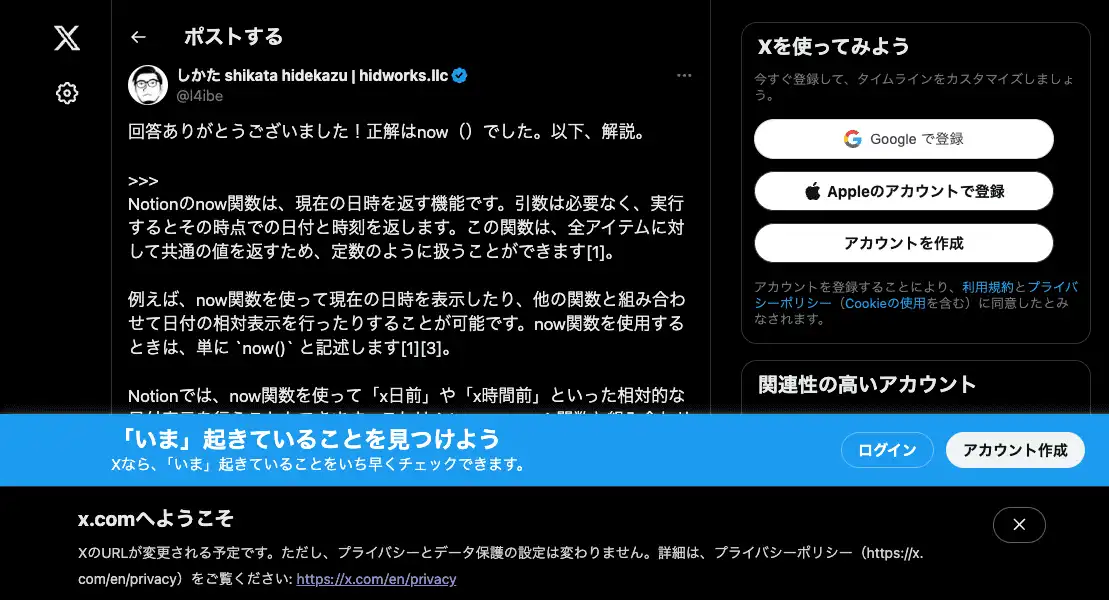 ポストする
しかた shikata hidekazu | hidworks.llc
@l4ibe
回答ありがとうございました！正解はnow（）でした。以下、解説。
>>>
Notionのnow関数は、現在の日時を返す機能です。引数は必要なく、実行
するとその時点での日付と時刻を返します。この関数は、全アイテムに対
して共通の値を返すため、定数のように扱うことができます[1]。
例えば、now関数を使って現在の日時を表示したり、他の関数と組み合わ
せて日付の相対表示を行ったりすることが可能です。now関数を使用する
ときは、単に `now()` と記述します[1][3]。
Notionでは、now関数を使って「x日前」や「x時間前」といった相対的な
Xを使ってみよう
今すぐ登録して、タイムラインをカスタマイズしましょ
う。
Google で登録
Appleのアカウントで登録
アカウントを作成
アカウントを登録することにより、利用規約とプライバ
シーポリシー（Cookieの使用を含む）に同意したとみ
なされます。
関連性の高いアカウント
「いま」起きていることを見つけよう
Xなら、「いま」起きていることをいち早くチェックできます。
ログイン
アカウント作成
x.comへようこそ
XのURLが変更される予定です。ただし、プライバシーとデータ保護の設定は変わりません。詳細は、プライバシーポリシー（https://x.
com/en/privacy）をご覧ください: https://x.com/en/privacy